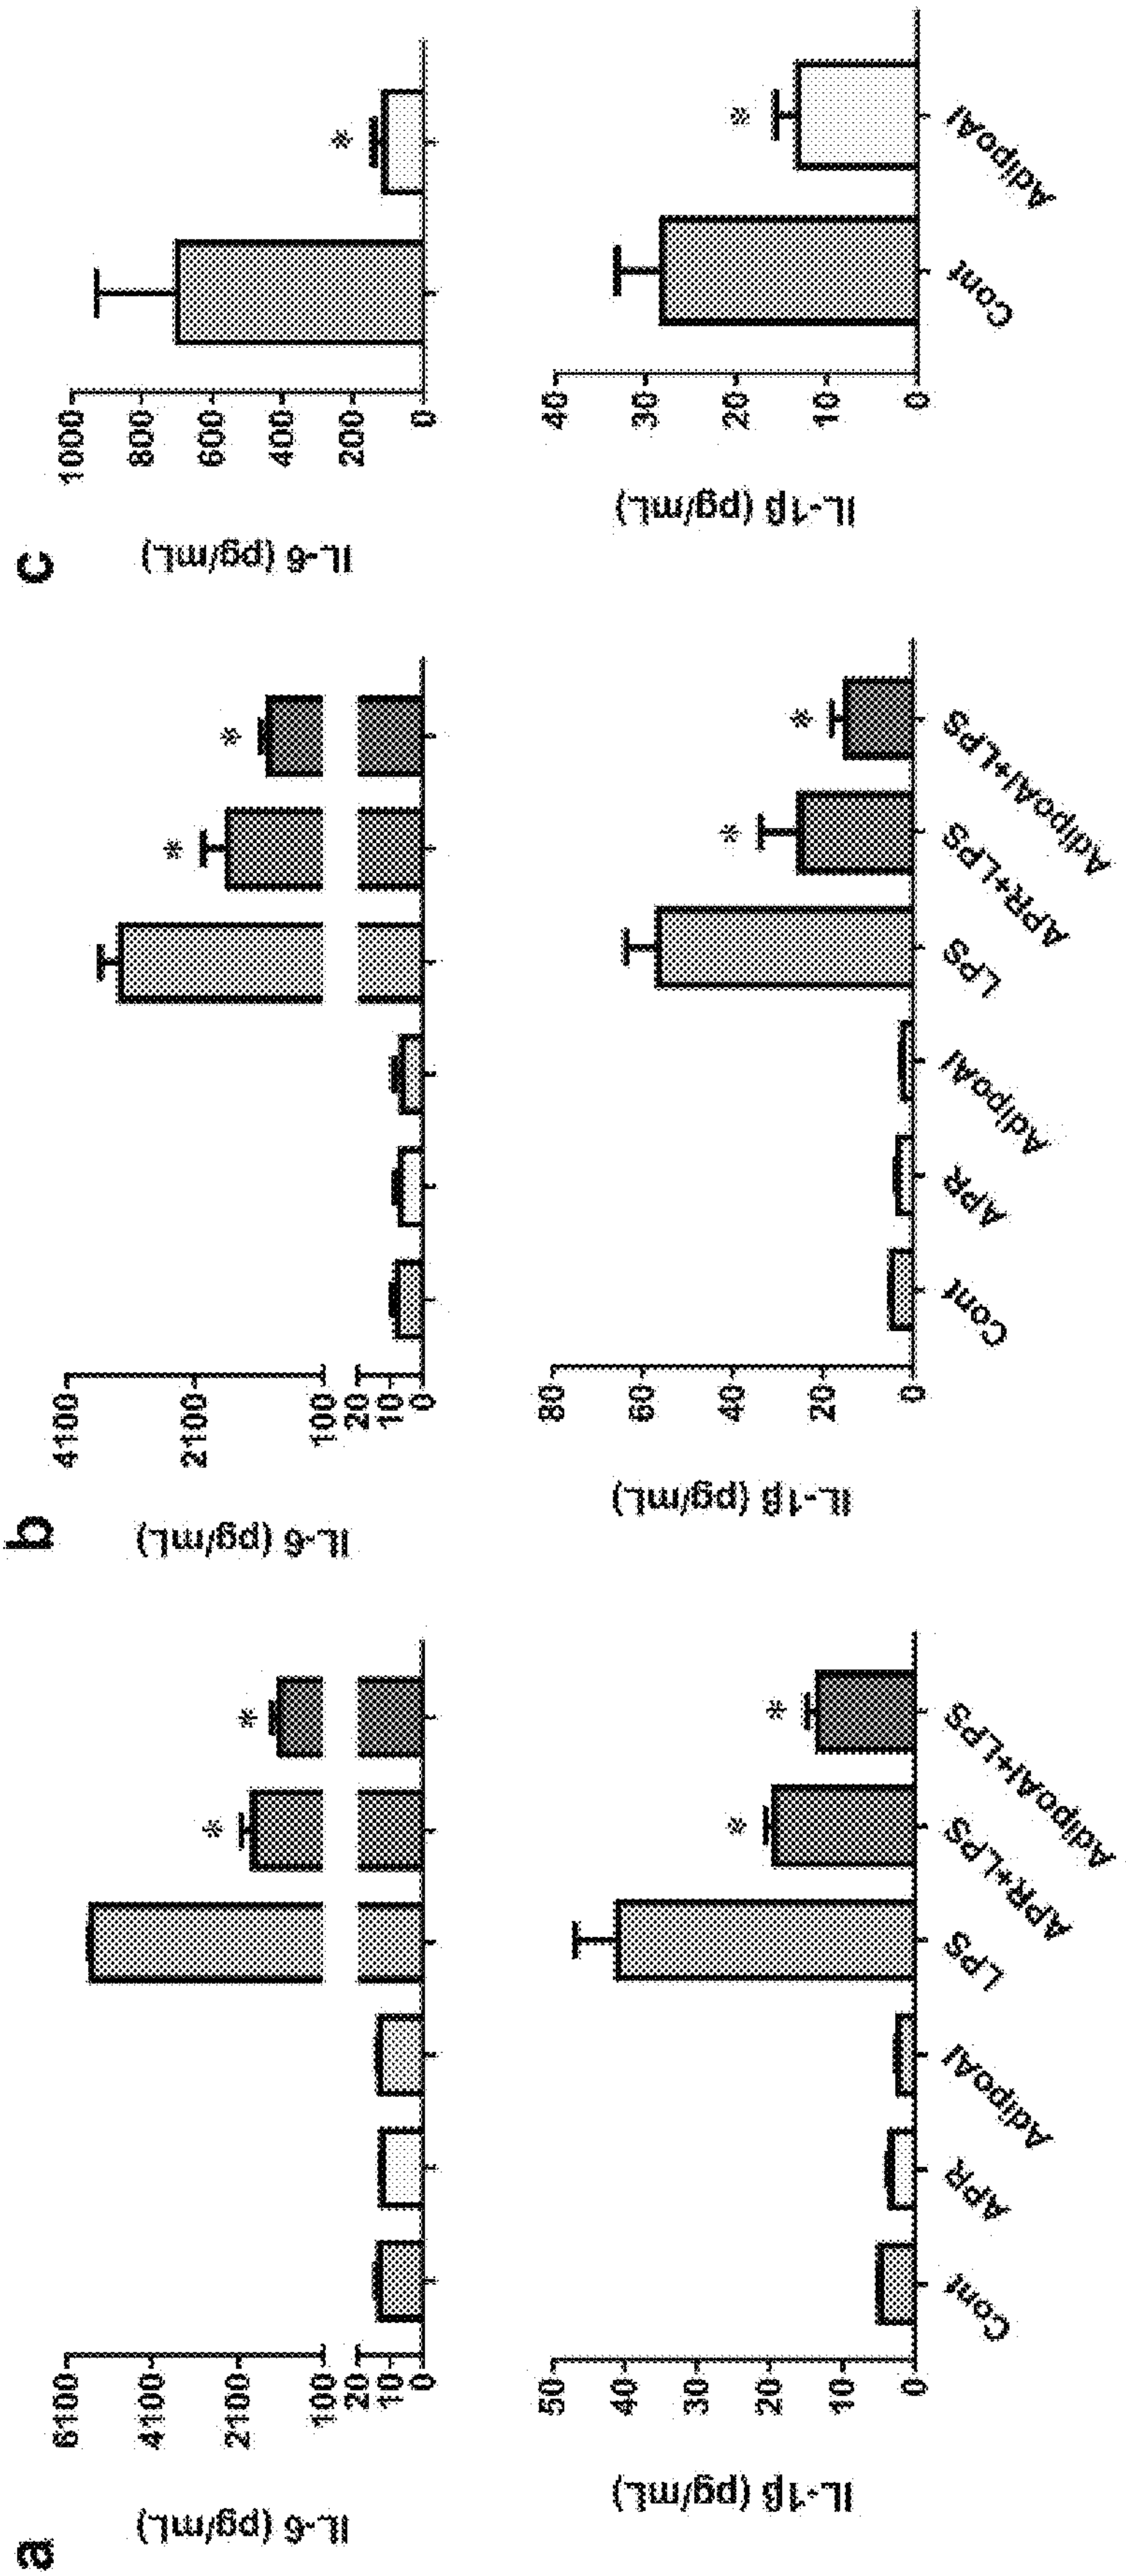 a
IL-6 (pg/mL)
6100
4100
2100
100
20
10
0
*
*
IL-1β (pg/mL)
50
40
30
20
10
0
*
*
Cont
APR
AdipoAI
LPS
APR+LPS
AdipoAI+LPS
b
IL-6 (pg/mL)
4100
2100
100
20
10
0
*
*
IL-1β (pg/mL)
80
60
40
20
0
*
*
Cont
APR
AdipoAI
LPS
APR+LPS
AdipoAI+LPS
c
IL-6 (pg/mL)
1000
800
600
400
200
0
*
IL-1β (pg/mL)
40
30
20
10
0
*
Cont
AdipoAI